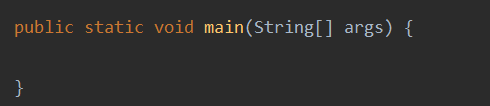 public static void main(String[] args) {
}